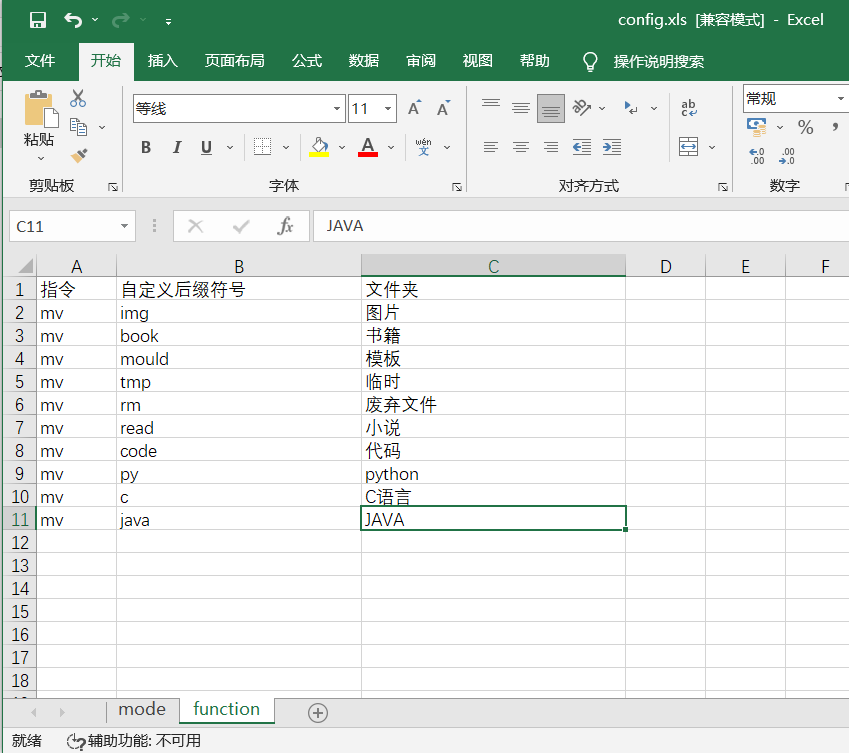 config.xls [兼容模式] - Excel
文件 开始 插入 页面布局 公式 数据 审阅 视图 帮助 操作说明搜索
等线 11 A A 常规
粘贴 B I U A wén 文 ab c % ,
.0 .00 .00 .0
剪贴板 字体 对齐方式 数字
C11 fx JAVA
A B C D E F
1 指令 自定义后缀符号 文件夹
2 mv img 图片
3 mv book 书籍
4 mv mould 模板
5 mv tmp 临时
6 mv rm 废弃文件
7 mv read 小说
8 mv code 代码
9 mv py python
10 mv c C语言
11 mv java JAVA
12
13
14
15
16
17
18
mode function
就绪 辅助功能: 不可用